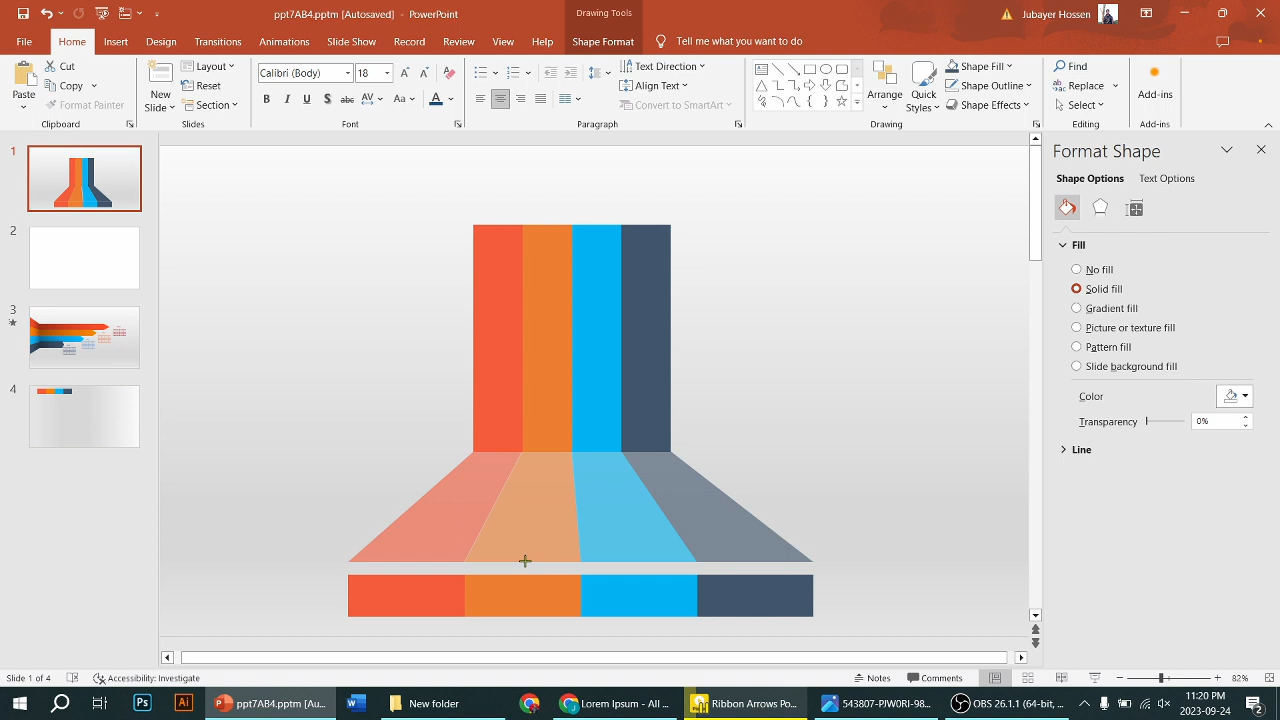 ppt7AB4.pptm [Autosaved] - PowerPoint
Drawing Tools
Jubayer Hossen
File Home Insert Design Transitions Animations Slide Show Record Review View Help Shape Format Tell me what you want to do
Paste Cut Copy Format Painter
Clipboard
New Slide Layout Reset Section
Slides
Calibri (Body) 18
Font
Text Direction Align Text Convert to SmartArt
Paragraph
Arrange Quick Styles Shape Fill Shape Outline Shape Effects
Drawing
Find Replace Select
Editing
Add-ins
Add-ins
1
2
3
4
Format Shape
Shape Options Text Options
Fill
No fill
Solid fill
Gradient fill
Picture or texture fill
Pattern fill
Slide background fill
Color
Transparency 0%
Line
Slide 1 of 4 Accessibility: Investigate Notes Comments 82%
ppt7AB4.pptm [Au... New folder Lorem Ipsum - All ... Ribbon Arrows Po... 543807-PIW0RI-98... OBS 26.1.1 (64-bit, ... 11:20 PM
2023-09-24
2